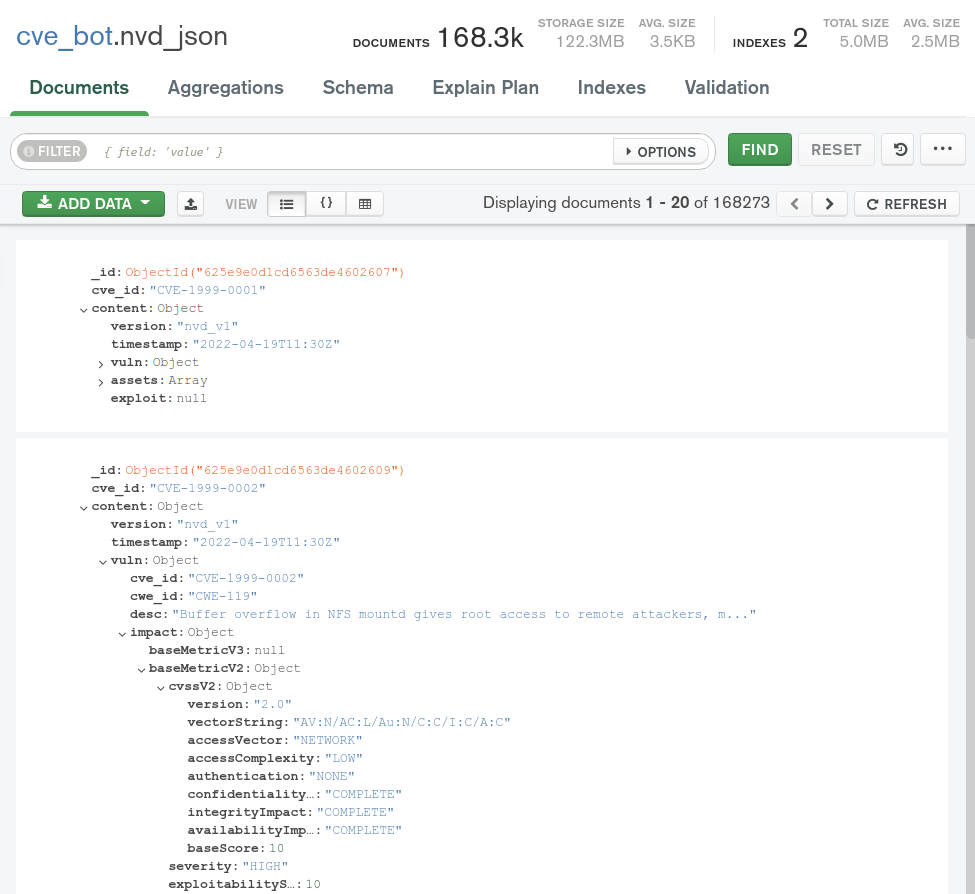 cve_bot.nvd_json
DOCUMENTS 168.3k
STORAGE SIZE AVG. SIZE
122.3MB 3.5KB
INDEXES 2
TOTAL SIZE AVG. SIZE
5.0MB 2.5MB
Documents Aggregations Schema Explain Plan Indexes Validation
FILTER { field: 'value' } OPTIONS FIND RESET ...
ADD DATA VIEW {} Displaying documents 1 - 20 of 168273 < > REFRESH
_id: ObjectId("625e9e0d1cd6563de4602607")
cve_id: "CVE-1999-0001"
content: Object
version: "nvd_v1"
timestamp: "2022-04-19T11:30Z"
vuln: Object
assets: Array
exploit: null
_id: ObjectId("625e9e0d1cd6563de4602609")
cve_id: "CVE-1999-0002"
content: Object
version: "nvd_v1"
timestamp: "2022-04-19T11:30Z"
vuln: Object
cve_id: "CVE-1999-0002"
cwe_id: "CWE-119"
desc: "Buffer overflow in NFS mountd gives root access to remote attackers, m..."
impact: Object
baseMetricV3: null
baseMetricV2: Object
cvssV2: Object
version: "2.0"
vectorString: "AV:N/AC:L/Au:N/C:C/I:C/A:C"
accessVector: "NETWORK"
accessComplexity: "LOW"
authentication: "NONE"
confidentiality…: "COMPLETE"
integrityImpact: "COMPLETE"
availabilityImp…: "COMPLETE"
baseScore: 10
severity: "HIGH"
exploitabilityS…: 10